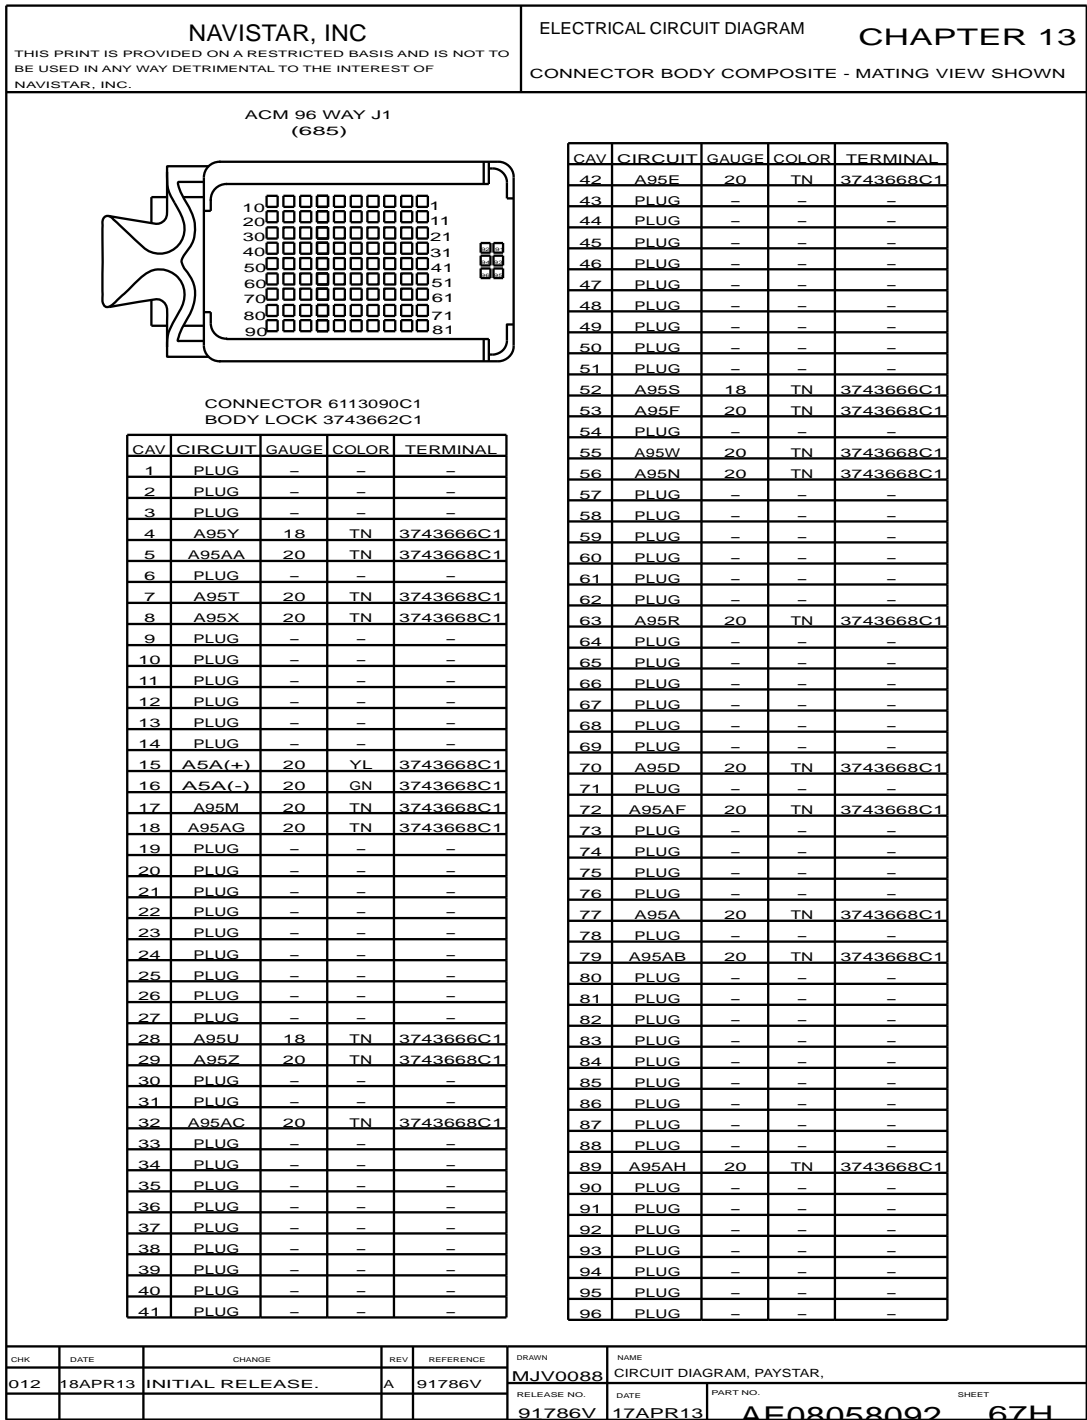 NAVISTAR, INC
THIS PRINT IS PROVIDED ON A RESTRICTED BASIS AND IS NOT TO
BE USED IN ANY WAY DETRIMENTAL TO THE INTEREST OF
NAVISTAR, INC.
ELECTRICAL CIRCUIT DIAGRAM
CHAPTER 13
CONNECTOR BODY COMPOSITE - MATING VIEW SHOWN
ACM 96 WAY J1
(685)
10 1
20 11
30 21
40 31
50 41
60 51
70 61
80 71
90 81
CONNECTOR 6113090C1
BODY LOCK 3743662C1
CAV CIRCUIT GAUGE COLOR TERMINAL
1 PLUG – – –
2 PLUG – – –
3 PLUG – – –
4 A95Y 18 TN 3743666C1
5 A95AA 20 TN 3743668C1
6 PLUG – – –
7 A95T 20 TN 3743668C1
8 A95X 20 TN 3743668C1
9 PLUG – – –
10 PLUG – – –
11 PLUG – – –
12 PLUG – – –
13 PLUG – – –
14 PLUG – – –
15 A5A(+) 20 YL 3743668C1
16 A5A(-) 20 GN 3743668C1
17 A95M 20 TN 3743668C1
18 A95AG 20 TN 3743668C1
19 PLUG – – –
20 PLUG – – –
21 PLUG – – –
22 PLUG – – –
23 PLUG – – –
24 PLUG – – –
25 PLUG – – –
26 PLUG – – –
27 PLUG – – –
28 A95U 18 TN 3743666C1
29 A95Z 20 TN 3743668C1
30 PLUG – – –
31 PLUG – – –
32 A95AC 20 TN 3743668C1
33 PLUG – – –
34 PLUG – – –
35 PLUG – – –
36 PLUG – – –
37 PLUG – – –
38 PLUG – – –
39 PLUG – – –
40 PLUG – – –
41 PLUG – – –
CAV CIRCUIT GAUGE COLOR TERMINAL
42 A95E 20 TN 3743668C1
43 PLUG – – –
44 PLUG – – –
45 PLUG – – –
46 PLUG – – –
47 PLUG – – –
48 PLUG – – –
49 PLUG – – –
50 PLUG – – –
51 PLUG – – –
52 A95S 18 TN 3743666C1
53 A95F 20 TN 3743668C1
54 PLUG – – –
55 A95W 20 TN 3743668C1
56 A95N 20 TN 3743668C1
57 PLUG – – –
58 PLUG – – –
59 PLUG – – –
60 PLUG – – –
61 PLUG – – –
62 PLUG – – –
63 A95R 20 TN 3743668C1
64 PLUG – – –
65 PLUG – – –
66 PLUG – – –
67 PLUG – – –
68 PLUG – – –
69 PLUG – – –
70 A95D 20 TN 3743668C1
71 PLUG – – –
72 A95AF 20 TN 3743668C1
73 PLUG – – –
74 PLUG – – –
75 PLUG – – –
76 PLUG – – –
77 A95A 20 TN 3743668C1
78 PLUG – – –
79 A95AB 20 TN 3743668C1
80 PLUG – – –
81 PLUG – – –
82 PLUG – – –
83 PLUG – – –
84 PLUG – – –
85 PLUG – – –
86 PLUG – – –
87 PLUG – – –
88 PLUG – – –
89 A95AH 20 TN 3743668C1
90 PLUG – – –
91 PLUG – – –
92 PLUG – – –
93 PLUG – – –
94 PLUG – – –
95 PLUG – – –
96 PLUG – – –
CHK DATE CHANGE REV REFERENCE
012 18APR13 INITIAL RELEASE. A 91786V
DRAWN NAME
MJV0088 CIRCUIT DIAGRAM, PAYSTAR,
RELEASE NO. DATE PART NO. SHEET
91786V 17APR13 AE08058092 67H